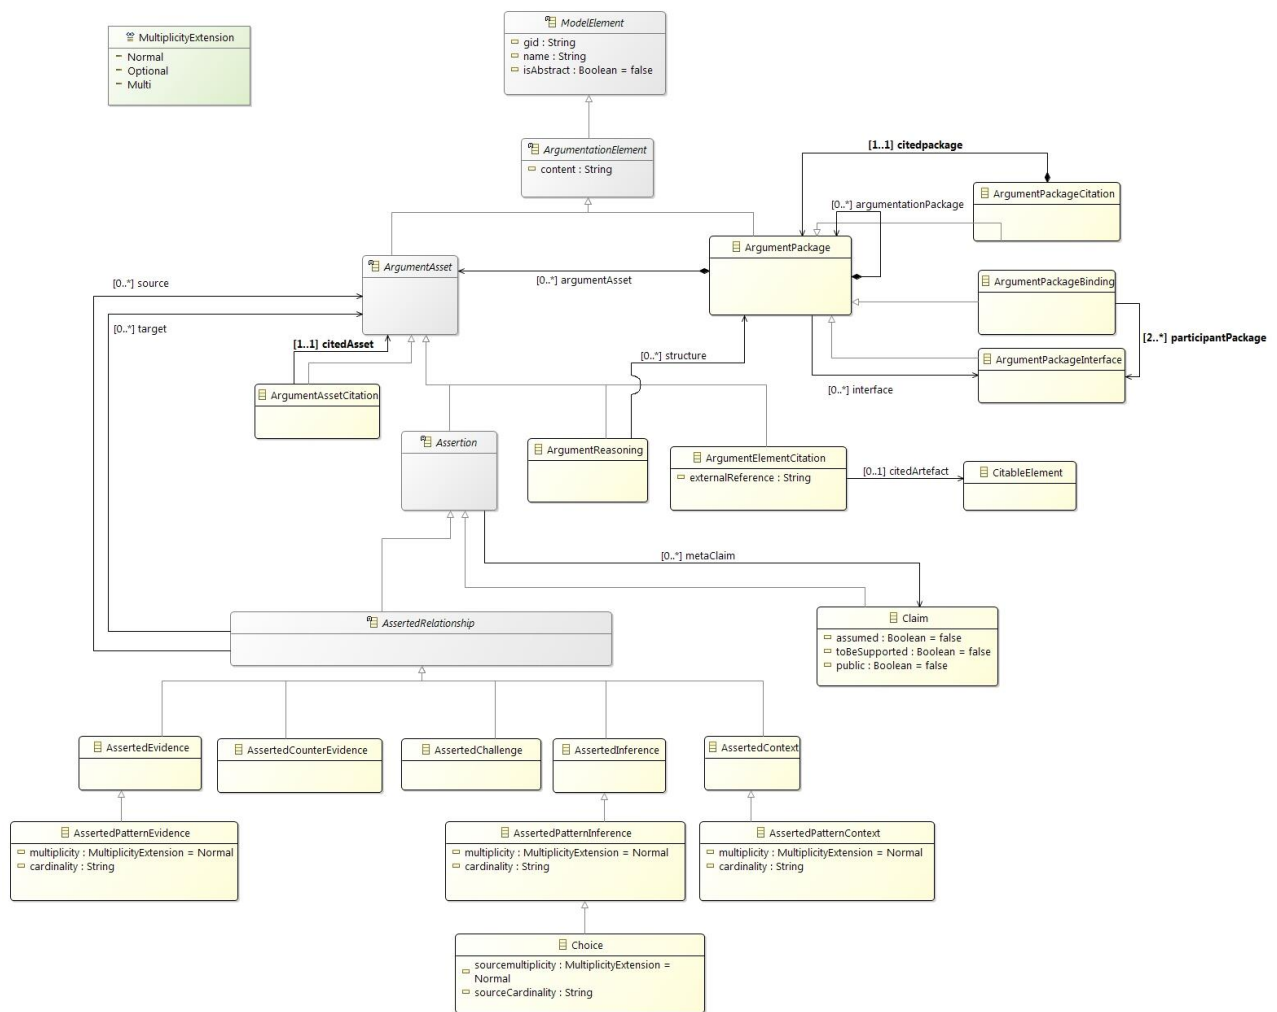 ModelElement
gid : String
name : String
isAbstract : Boolean = false
MultiplicityExtension
Normal
Optional
Multi
ArgumentationElement
content : String
[1..1] citedpackage
ArgumentPackageCitation
[0..*] argumentationPackage
ArgumentPackage
ArgumentAsset
[0..*] argumentAsset
ArgumentPackageBinding
[0..*] source
[0..*] target
[1..1] citedAsset
[2..*] participantPackage
[0..*] structure
ArgumentPackageInterface
[0..*] interface
ArgumentAssetCitation
Assertion
ArgumentReasoning
ArgumentElementCitation
externalReference : String
[0..1] citedArtefact
CitableElement
[0..*] metaClaim
AssertedRelationship
Claim
assumed : Boolean = false
toBeSupported : Boolean = false
public : Boolean = false
AssertedEvidence
AssertedCounterEvidence
AssertedChallenge
AssertedInference
AssertedContext
AssertedPatternEvidence
multiplicity : MultiplicityExtension = Normal
cardinality : String
AssertedPatternInference
multiplicity : MultiplicityExtension = Normal
cardinality : String
AssertedPatternContext
multiplicity : MultiplicityExtension = Normal
cardinality : String
Choice
sourcemultiplicity : MultiplicityExtension =
Normal
sourceCardinality : String